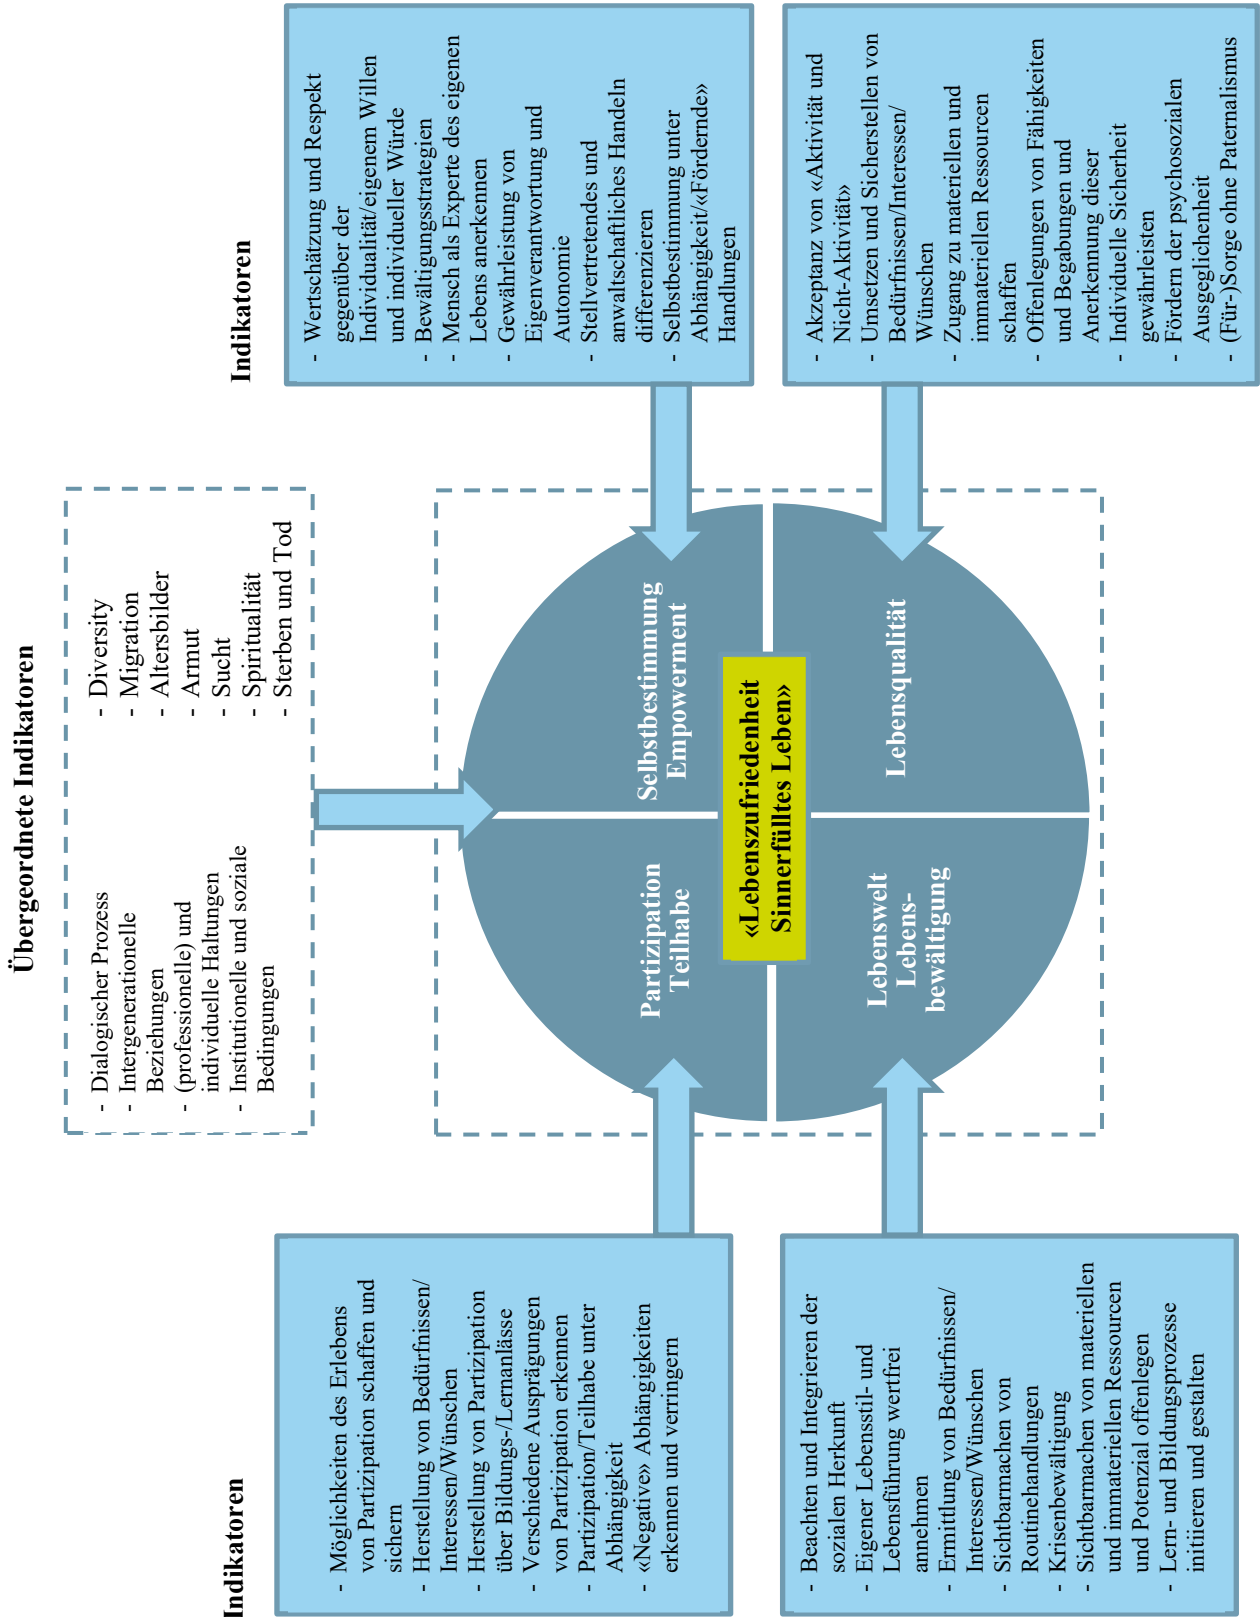 Übergeordnete Indikatoren
- Dialogischer Prozess
- Intergenerationelle
Beziehungen
- (professionelle) und
individuelle Haltungen
- Institutionelle und soziale
Bedingungen
- Diversity
- Migration
- Altersbilder
- Armut
- Sucht
- Spiritualität
- Sterben und Tod
Indikatoren
- Möglichkeiten des Erlebens
von Partizipation schaffen und
sichern
- Herstellung von Bedürfnissen/
Interessen/Wünschen
- Herstellung von Partizipation
über Bildungs-/Lernanlässe
- Verschiedene Ausprägungen
von Partizipation erkennen
- Partizipation/Teilhabe unter
Abhängigkeit
- «Negative» Abhängigkeiten
erkennen und verringern
Partizipation
Teilhabe
Selbstbestimmung
Empowerment
Indikatoren
- Wertschätzung und Respekt
gegenüber der
Individualität/eigenem Willen
und individueller Würde
- Bewältigungsstrategien
- Mensch als Experte des eigenen
Lebens anerkennen
- Gewährleistung von
Eigenverantwortung und
Autonomie
- Stellvertretendes und
anwaltschaftliches Handeln
differenzieren
- Selbstbestimmung unter
Abhängigkeit/«Fördernde»
Handlungen
«Lebenszufriedenheit
Sinnerfülltes Leben»
- Beachten und Integrieren der
sozialen Herkunft
- Eigener Lebensstil- und
Lebensführung wertfrei
annehmen
- Ermittlung von Bedürfnissen/
Interessen/Wünschen
- Sichtbarmachen von
Routinehandlungen
- Krisenbewältigung
- Sichtbarmachen von materiellen
und immateriellen Ressourcen
und Potenzial offenlegen
- Lern- und Bildungsprozesse
initiieren und gestalten
Lebenswelt
Lebens-
bewältigung
Lebensqualität
- Akzeptanz von «Aktivität und
Nicht-Aktivität»
- Umsetzen und Sicherstellen von
Bedürfnissen/Interessen/
Wünschen
- Zugang zu materiellen und
immateriellen Ressourcen
schaffen
- Offenlegungen von Fähigkeiten
und Begabungen und
Anerkennung dieser
- Individuelle Sicherheit
gewährleisten
- Fördern der psychosozialen
Ausgeglichenheit
- (Für-)Sorge ohne Paternalismus